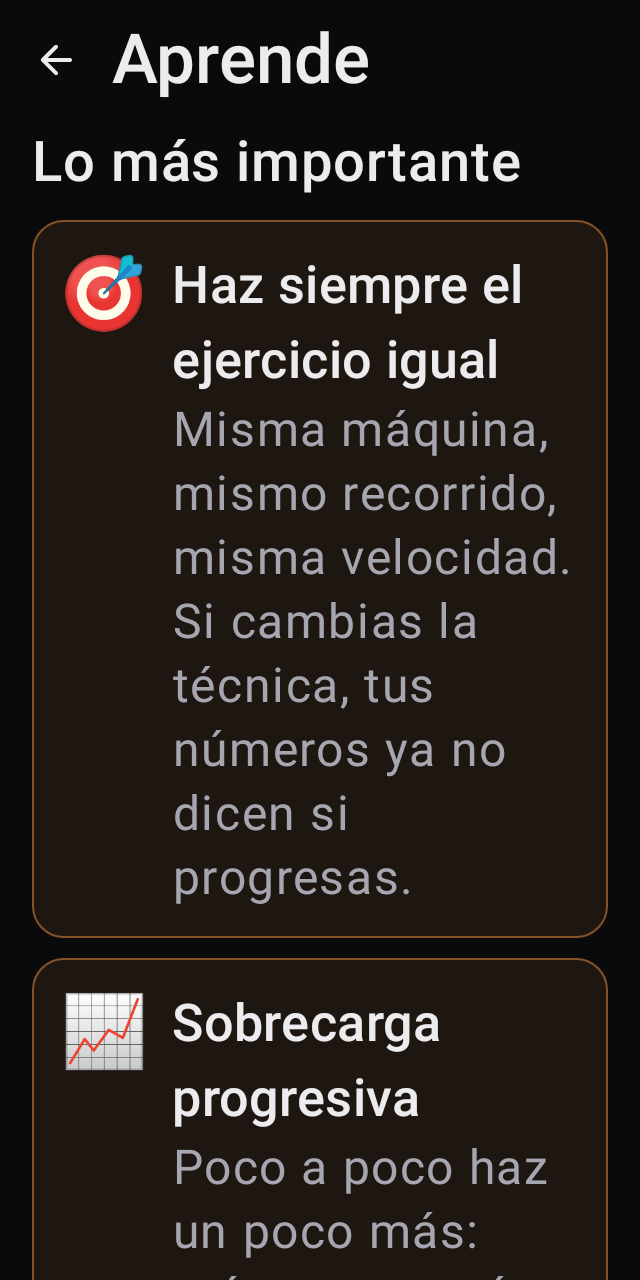 Aprende
Lo más importante
Haz siempre el
ejercicio igual
Misma máquina,
mismo recorrido,
misma velocidad.
Si cambias la
técnica, tus
números ya no
dicen si
progresas.
Sobrecarga
progresiva
Poco a poco haz
un poco más: